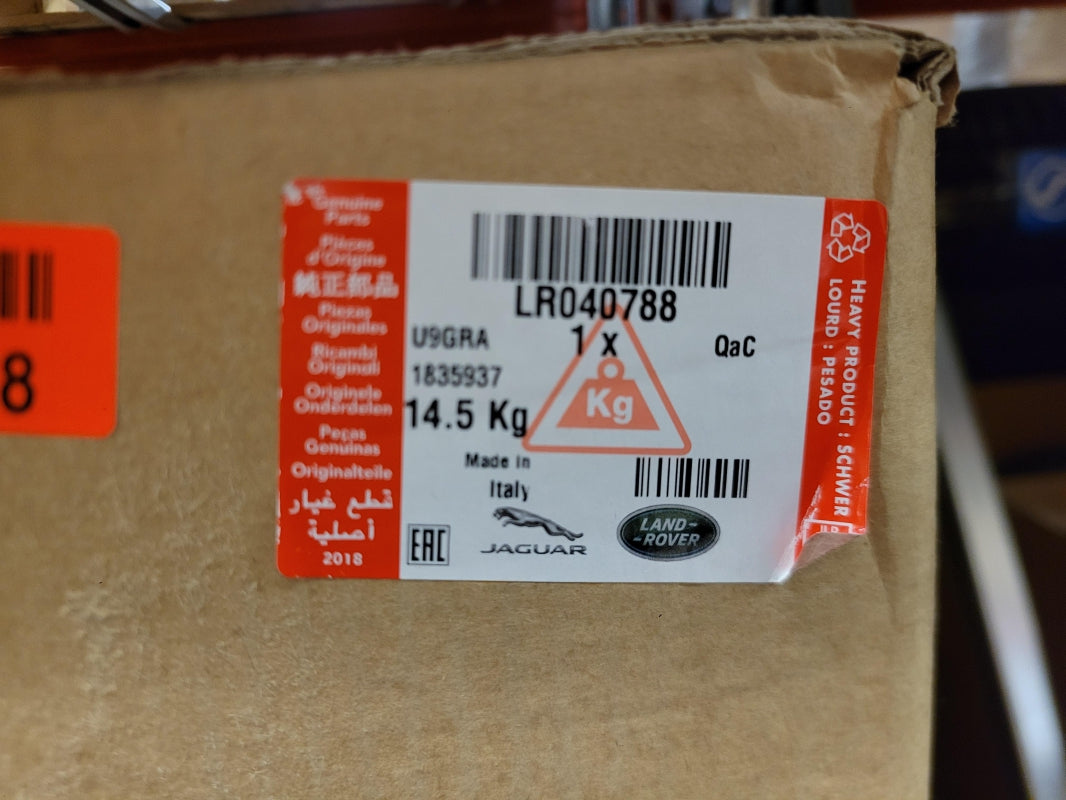 Genuine
Parts
Pièces
d'Origine
純正部品
Piezas
Originales
Ricambi
Originali
Originele
Onderdelen
Peças
Genuínas
Originalteile
قطع غيار
أصلية
2018
LR040788
1 x
U9GRA
QaC
1835937
14.5 Kg
Kg
Made in
Italy
EAC
JAGUAR
LAND-
-ROVER
HEAVY PRODUCT : SCHWER
LOURD : PESADO
8